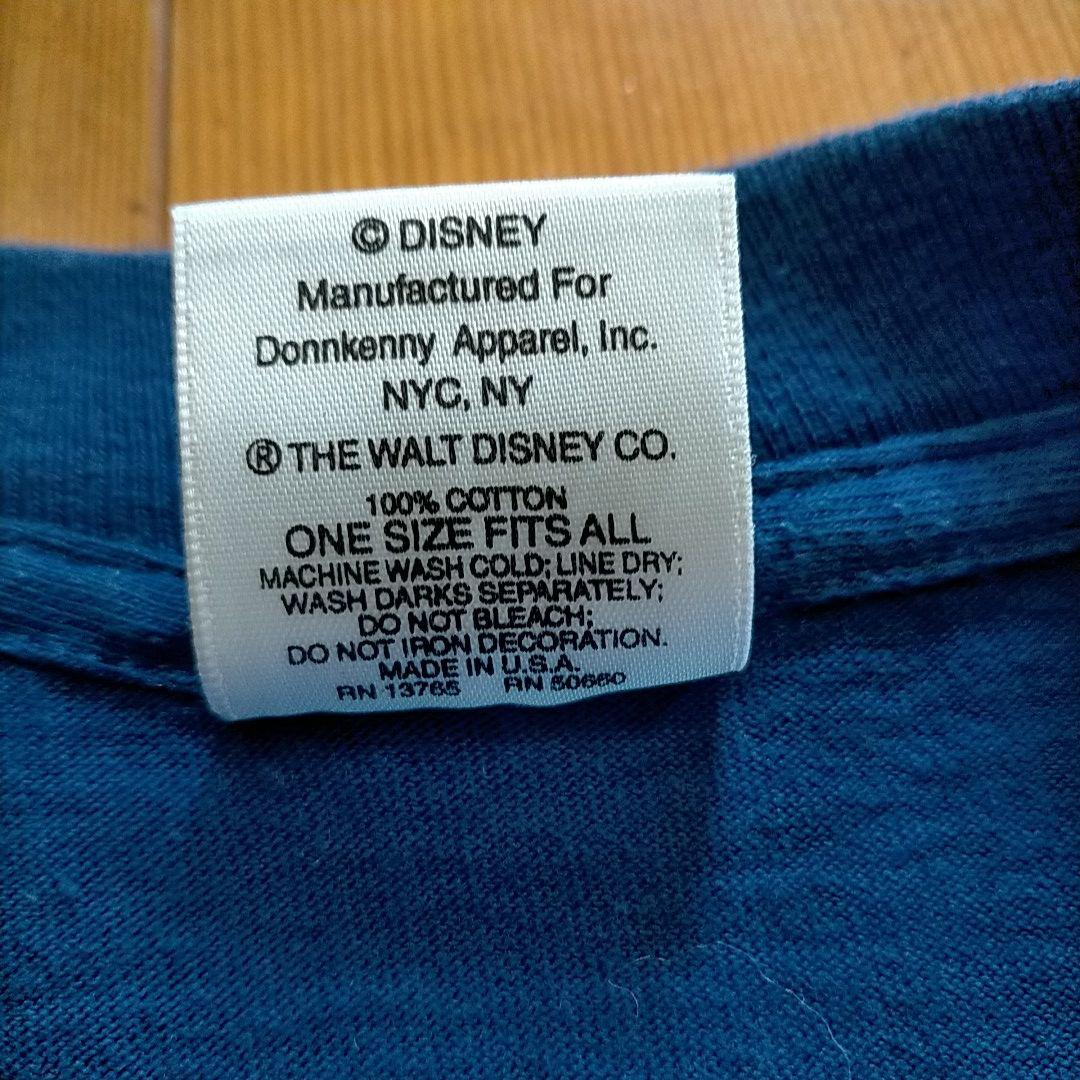 © DISNEY
Manufactured For
Donnkenny Apparel, Inc.
NYC, NY
® THE WALT DISNEY CO.
100% COTTON
ONE SIZE FITS ALL
MACHINE WASH COLD; LINE DRY;
WASH DARKS SEPARATELY;
DO NOT BLEACH;
DO NOT IRON DECORATION.
MADE IN U.S.A.
RN 13765 RN 50660